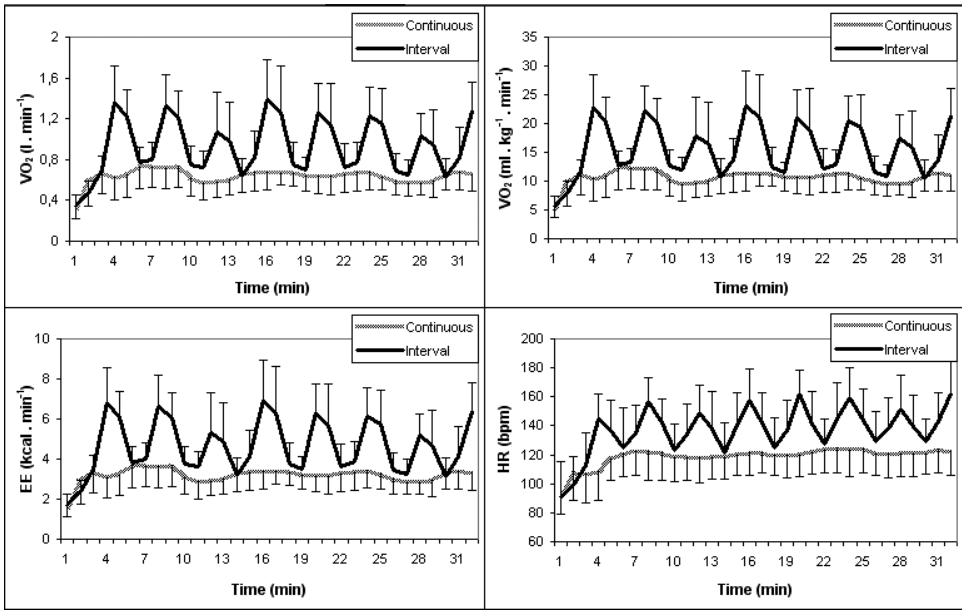 Continuous
Interval
VO₂ (l . min⁻¹)
2
1,6
1,2
0,8
0,4
0
1 4 7 10 13 16 19 22 25 28 31
Time (min)
Continuous
Interval
VO₂ (ml . kg⁻¹ . min⁻¹)
35
30
25
20
15
10
5
0
1 4 7 10 13 16 19 22 25 28 31
Time (min)
Continuous
Interval
EE (kcal . min⁻¹)
10
8
6
4
2
0
1 4 7 10 13 16 19 22 25 28 31
Time (min)
Continuous
Interval
HR (bpm)
200
180
160
140
120
100
80
60
1 4 7 10 13 16 19 22 25 28 31
Time (min)